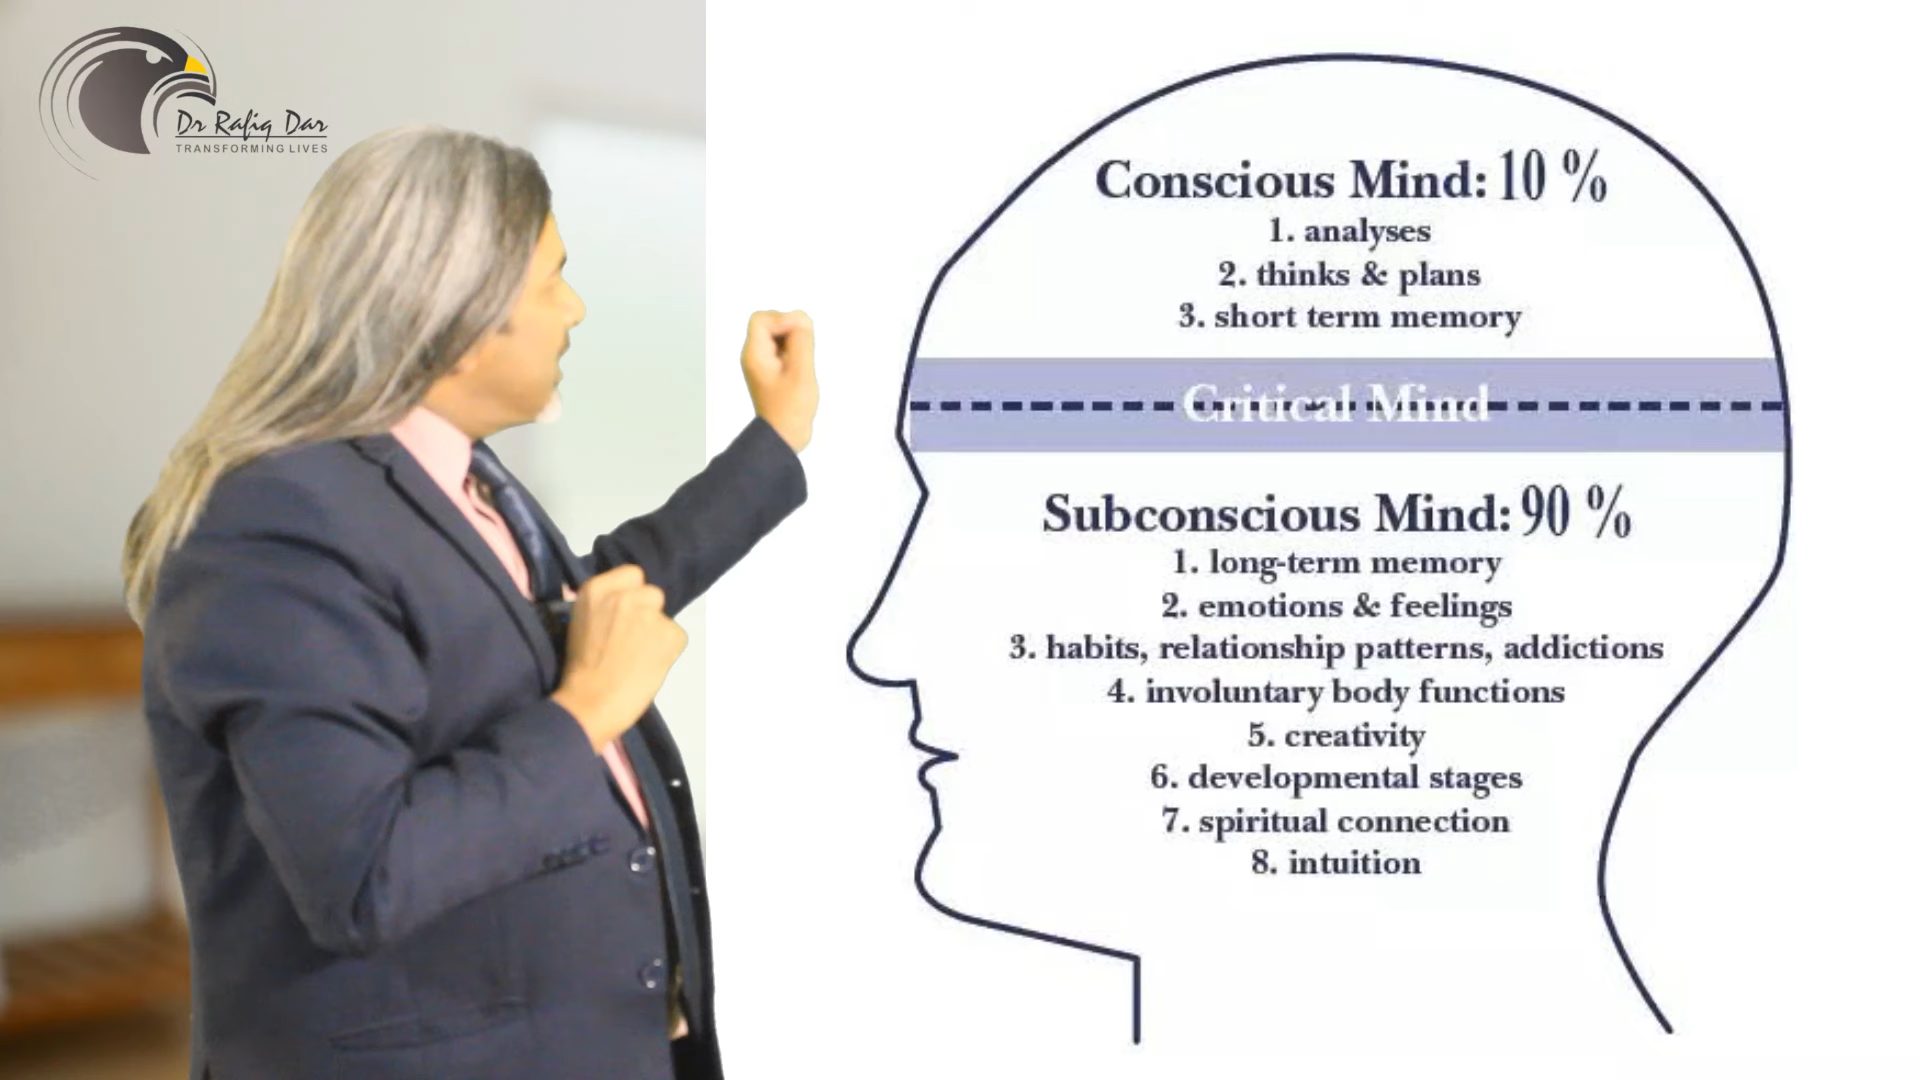 Dr Rafiq Dar
TRANSFORMING LIVES
Conscious Mind: 10 %
1. analyses
2. thinks & plans
3. short term memory
Critical Mind
Subconscious Mind: 90 %
1. long-term memory
2. emotions & feelings
3. habits, relationship patterns, addictions
4. involuntary body functions
5. creativity
6. developmental stages
7. spiritual connection
8. intuition